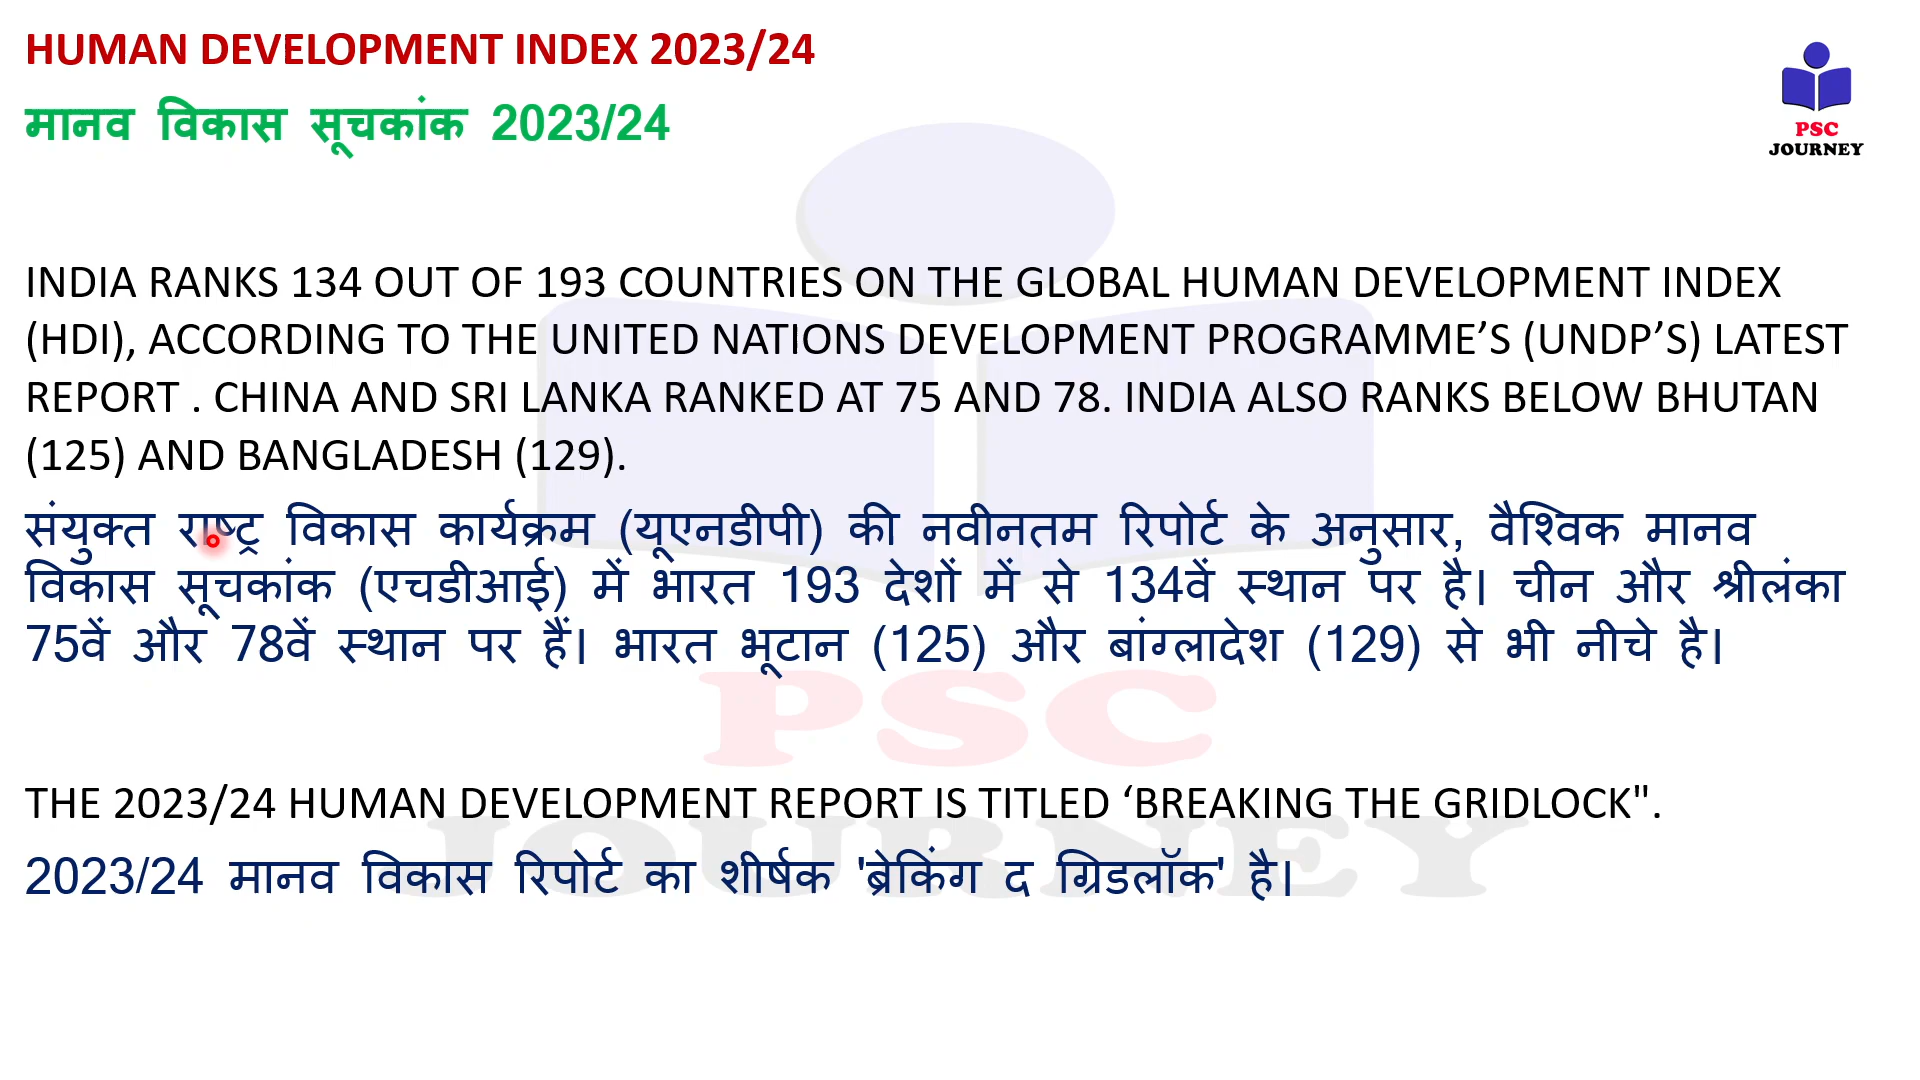 HUMAN DEVELOPMENT INDEX 2023/24
मानव विकास सूचकांक 2023/24
PSC
JOURNEY
INDIA RANKS 134 OUT OF 193 COUNTRIES ON THE GLOBAL HUMAN DEVELOPMENT INDEX
(HDI), ACCORDING TO THE UNITED NATIONS DEVELOPMENT PROGRAMME’S (UNDP’S) LATEST
REPORT . CHINA AND SRI LANKA RANKED AT 75 AND 78. INDIA ALSO RANKS BELOW BHUTAN
(125) AND BANGLADESH (129).
संयुक्त राष्ट्र विकास कार्यक्रम (यूएनडीपी) की नवीनतम रिपोर्ट के अनुसार, वैश्विक मानव
विकास सूचकांक (एचडीआई) में भारत 193 देशों में से 134वें स्थान पर है। चीन और श्रीलंका
75वें और 78वें स्थान पर हैं। भारत भूटान (125) और बांग्लादेश (129) से भी नीचे है।
PSC
THE 2023/24 HUMAN DEVELOPMENT REPORT IS TITLED ‘BREAKING THE GRIDLOCK".
JOURNEY
2023/24 मानव विकास रिपोर्ट का शीर्षक 'ब्रेकिंग द ग्रिडलॉक' है।